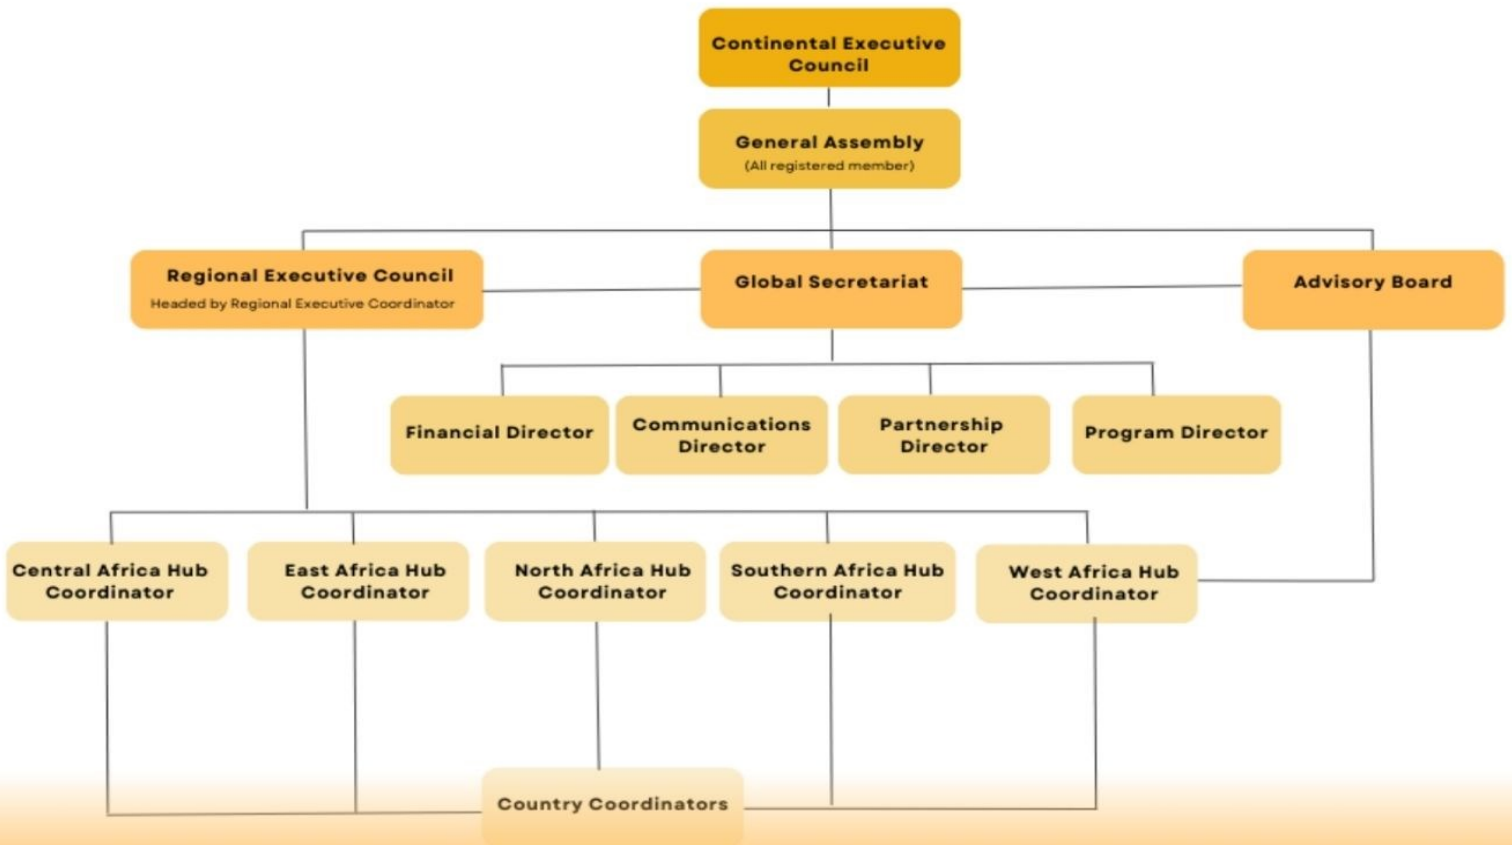 Continental Executive
Council
General Assembly
(All registered member)
Regional Executive Council
Headed by Regional Executive Coordinator
Global Secretariat
Advisory Board
Financial Director
Communications
Director
Partnership
Director
Program Director
Central Africa Hub
Coordinator
East Africa Hub
Coordinator
North Africa Hub
Coordinator
Southern Africa Hub
Coordinator
West Africa Hub
Coordinator
Country Coordinators